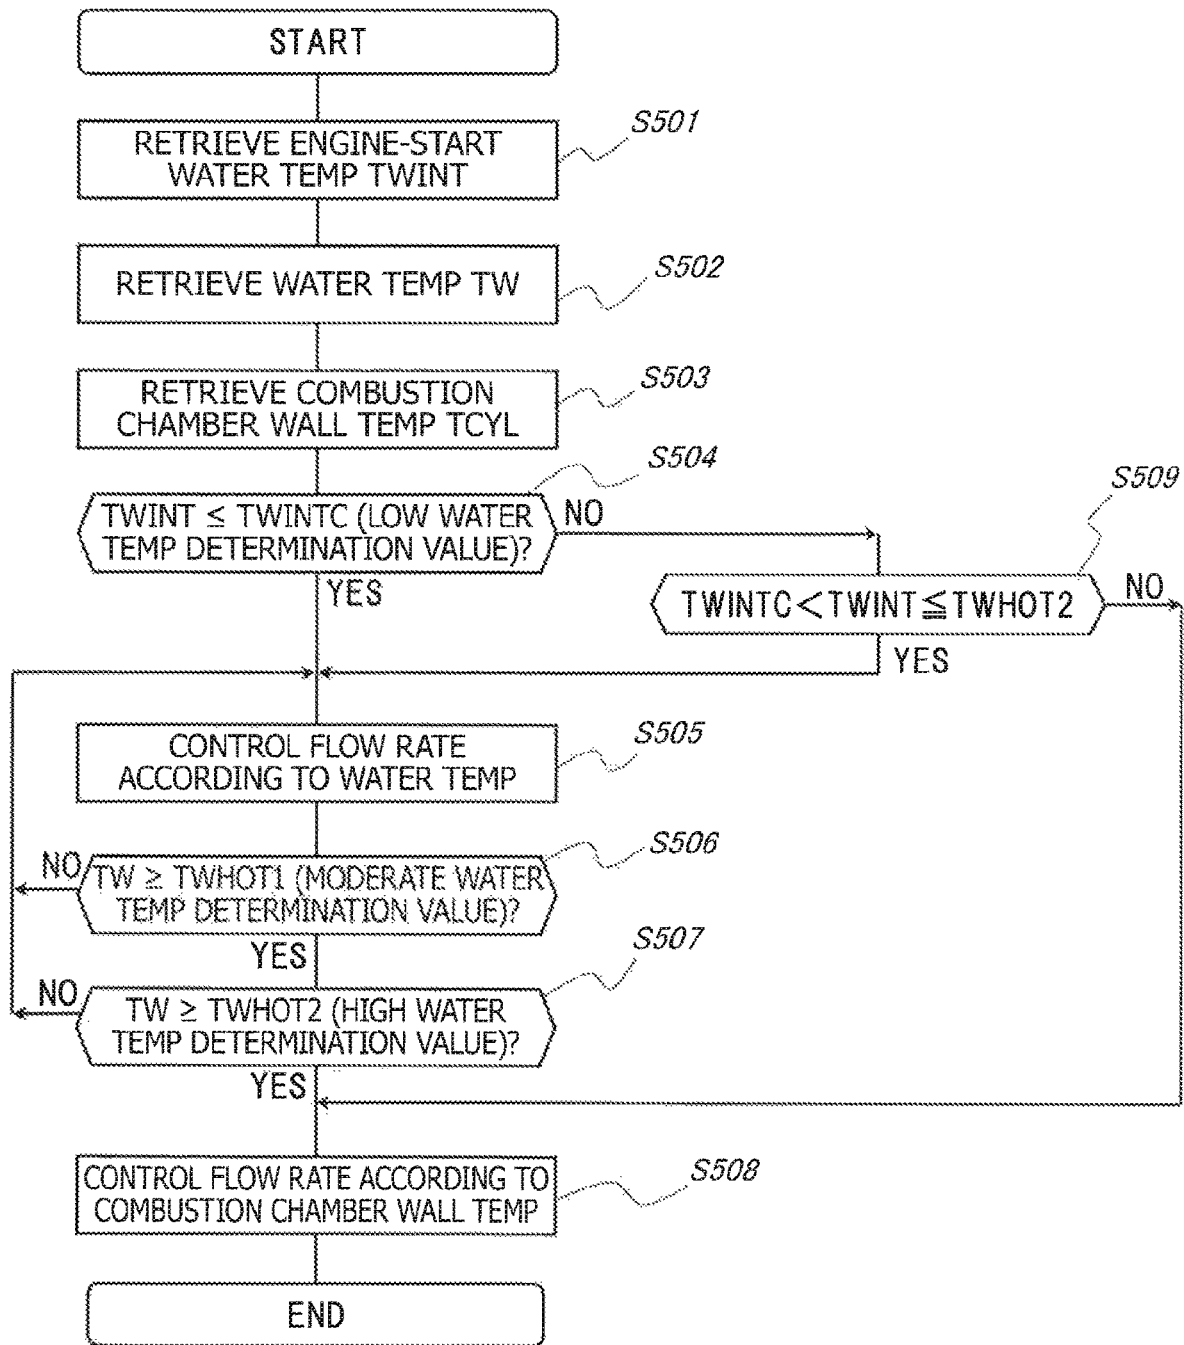 START
S501
RETRIEVE ENGINE-START
WATER TEMP TWINT
S502
RETRIEVE WATER TEMP TW
S503
RETRIEVE COMBUSTION
CHAMBER WALL TEMP TCYL
S504
TWINT ≤ TWINTC (LOW WATER
TEMP DETERMINATION VALUE)?
NO
YES
S509
TWINTC<TWINT≦TWHOT2
NO
YES
S505
CONTROL FLOW RATE
ACCORDING TO WATER TEMP
S506
NO
TW ≥ TWHOT1 (MODERATE WATER
TEMP DETERMINATION VALUE)?
YES
S507
NO
TW ≥ TWHOT2 (HIGH WATER
TEMP DETERMINATION VALUE)?
YES
S508
CONTROL FLOW RATE ACCORDING TO
COMBUSTION CHAMBER WALL TEMP
END